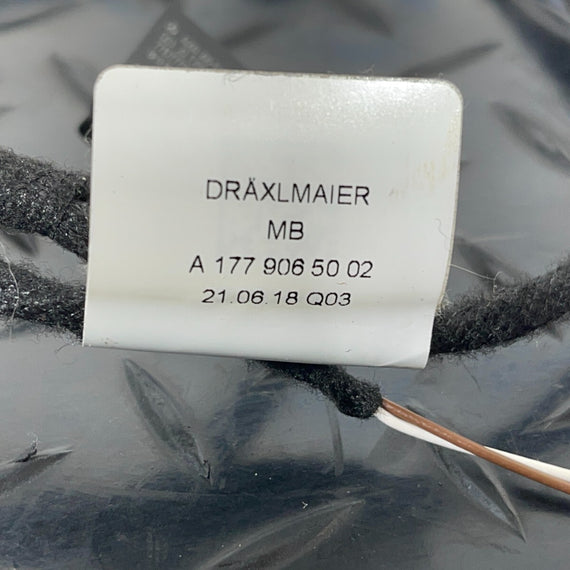 DRÄXLMAIER
MB
A 177 906 50 02
21.06.18 Q03